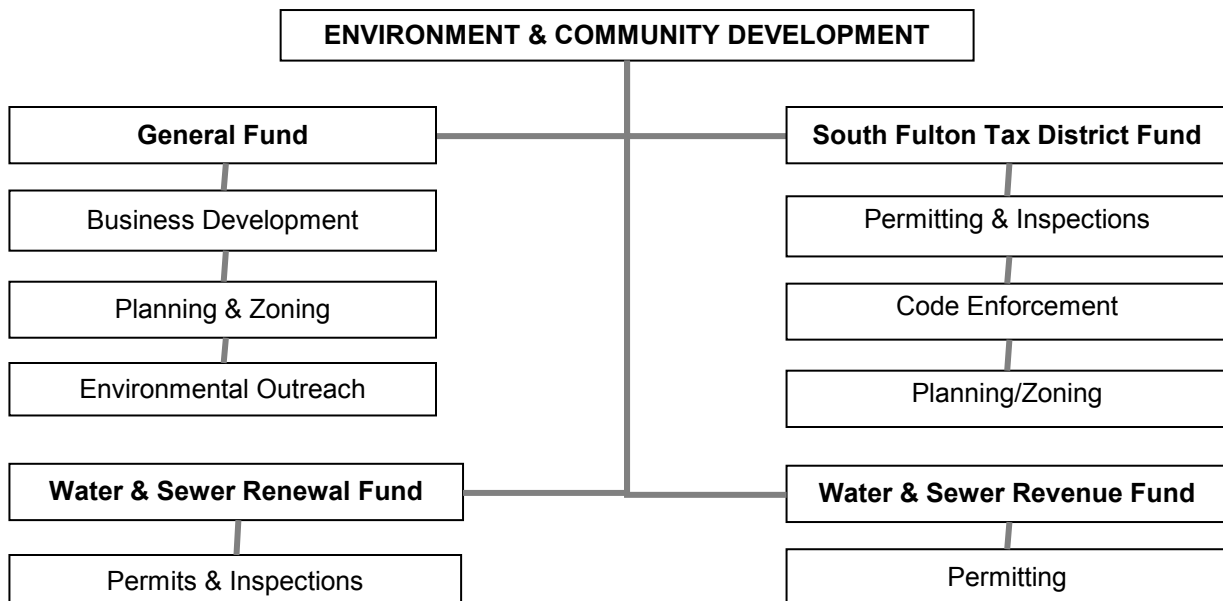 ENVIRONMENT & COMMUNITY DEVELOPMENT
General Fund
Business Development
Planning & Zoning
Environmental Outreach
South Fulton Tax District Fund
Permitting & Inspections
Code Enforcement
Planning/Zoning
Water & Sewer Renewal Fund
Permits & Inspections
Water & Sewer Revenue Fund
Permitting